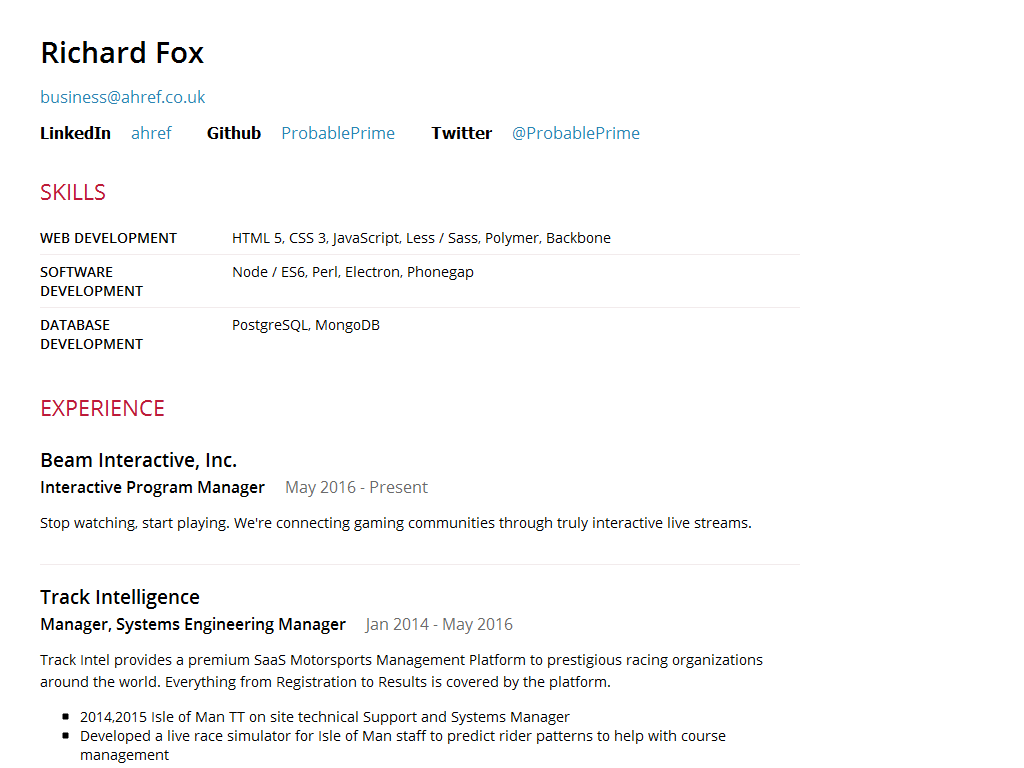 Richard Fox
business@ahref.co.uk
LinkedIn ahref Github ProbablePrime Twitter @ProbablePrime
SKILLS
WEB DEVELOPMENT HTML 5, CSS 3, JavaScript, Less / Sass, Polymer, Backbone
SOFTWARE Node / ES6, Perl, Electron, Phonegap
DEVELOPMENT
DATABASE PostgreSQL, MongoDB
DEVELOPMENT
EXPERIENCE
Beam Interactive, Inc.
Interactive Program Manager May 2016 - Present
Stop watching, start playing. We're connecting gaming communities through truly interactive live streams.
Track Intelligence
Manager, Systems Engineering Manager Jan 2014 - May 2016
Track Intel provides a premium SaaS Motorsports Management Platform to prestigious racing organizations
around the world. Everything from Registration to Results is covered by the platform.
2014,2015 Isle of Man TT on site technical Support and Systems Manager
Developed a live race simulator for Isle of Man staff to predict rider patterns to help with course
management